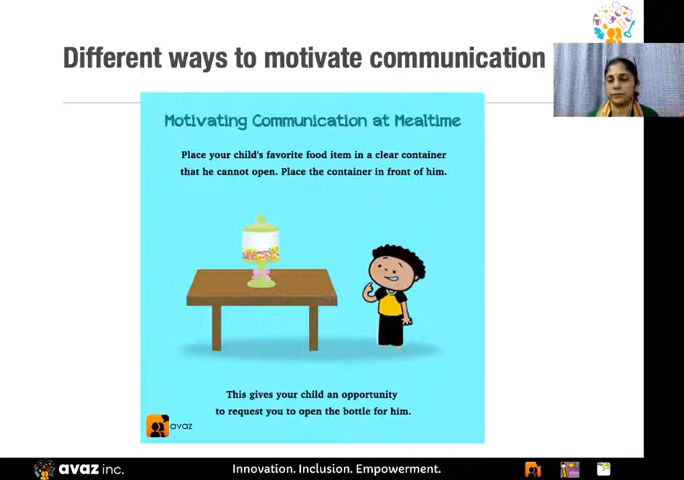 Different ways to motivate communication
Motivating Communication at Mealtime
Place your child's favorite food item in a clear container
that he cannot open. Place the container in front of him.
This gives your child an opportunity
to request you to open the bottle for him.
avaz
avaz inc.
Innovation. Inclusion. Empowerment.